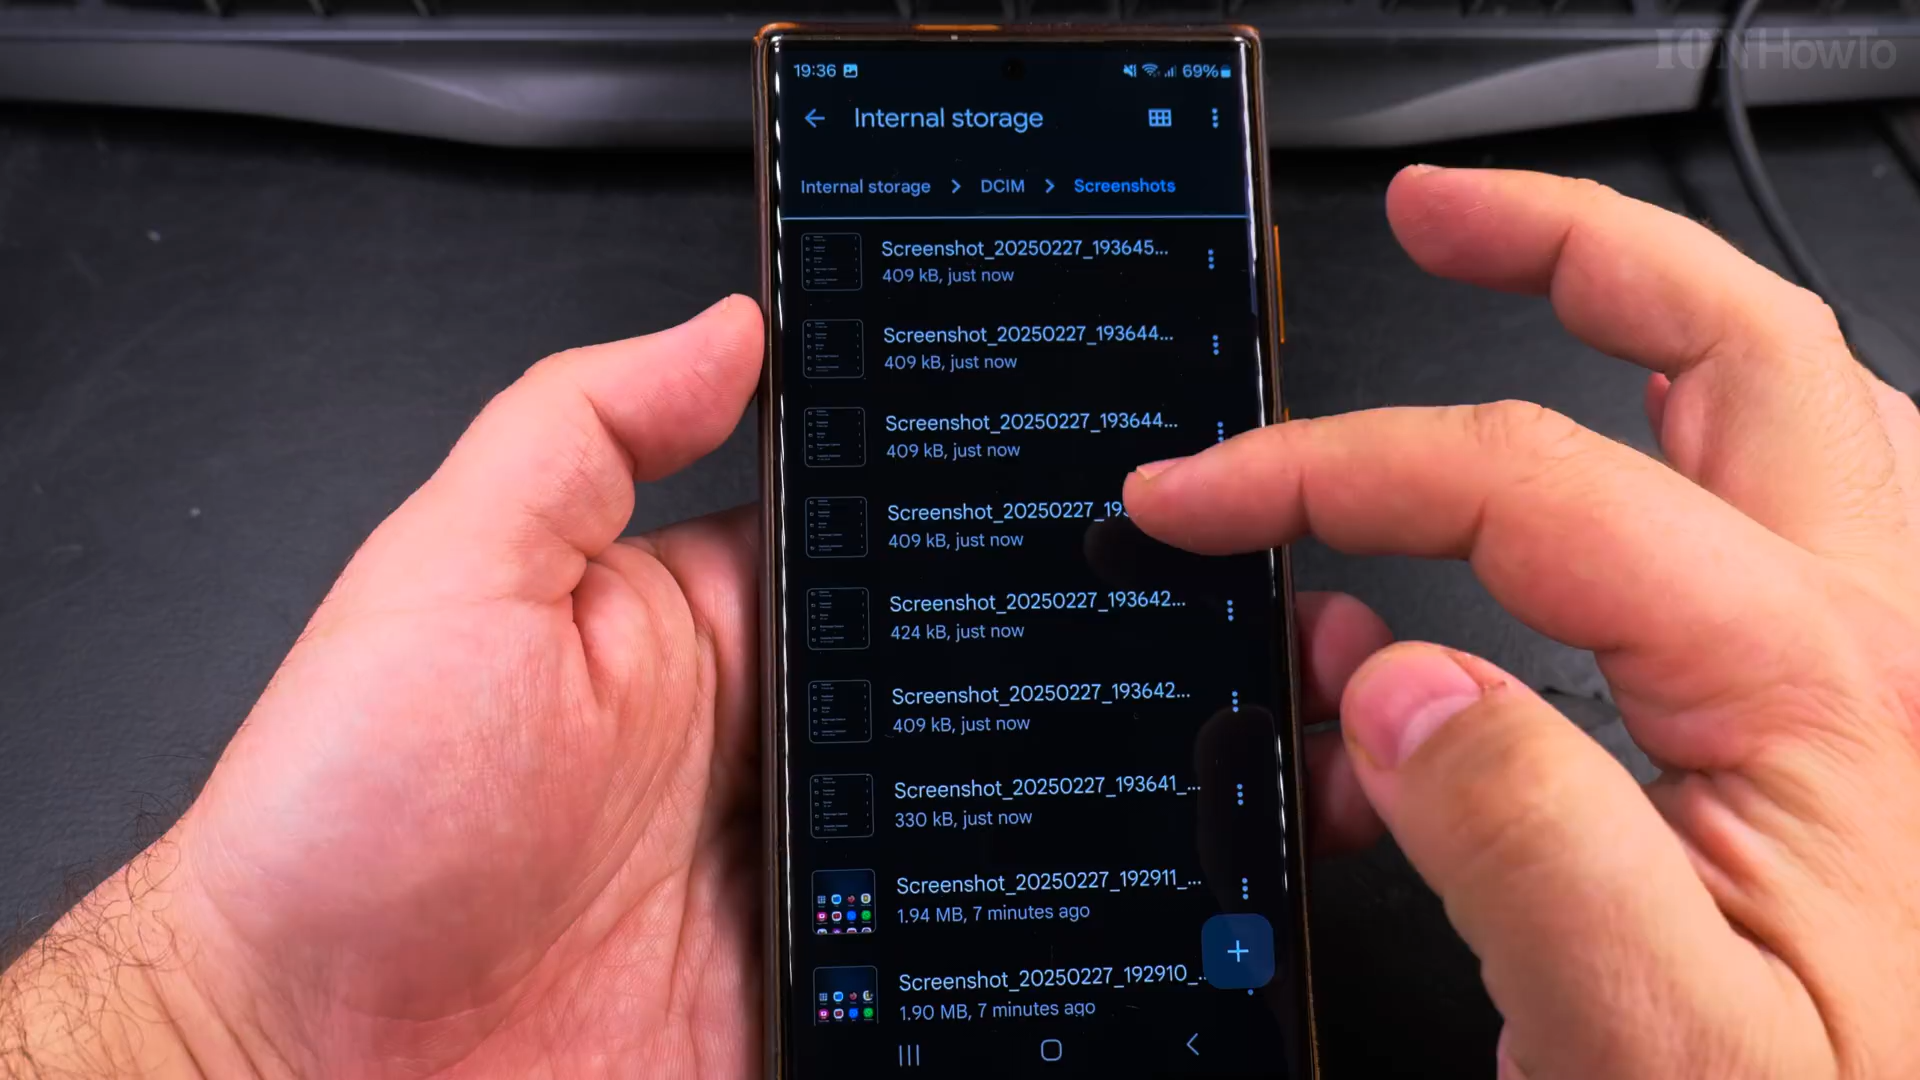 ION HowTo
19:36
69%
Internal storage
Internal storage > DCIM > Screenshots
Screenshot_20250227_193645...
409 kB, just now
Screenshot_20250227_193644...
409 kB, just now
Screenshot_20250227_193644...
409 kB, just now
Screenshot_20250227_193
409 kB, just now
Screenshot_20250227_193642...
424 kB, just now
Screenshot_20250227_193642...
409 kB, just now
Screenshot_20250227_193641_...
330 kB, just now
Screenshot_20250227_192911_...
1.94 MB, 7 minutes ago
Screenshot_20250227_192910_...
1.90 MB, 7 minutes ago